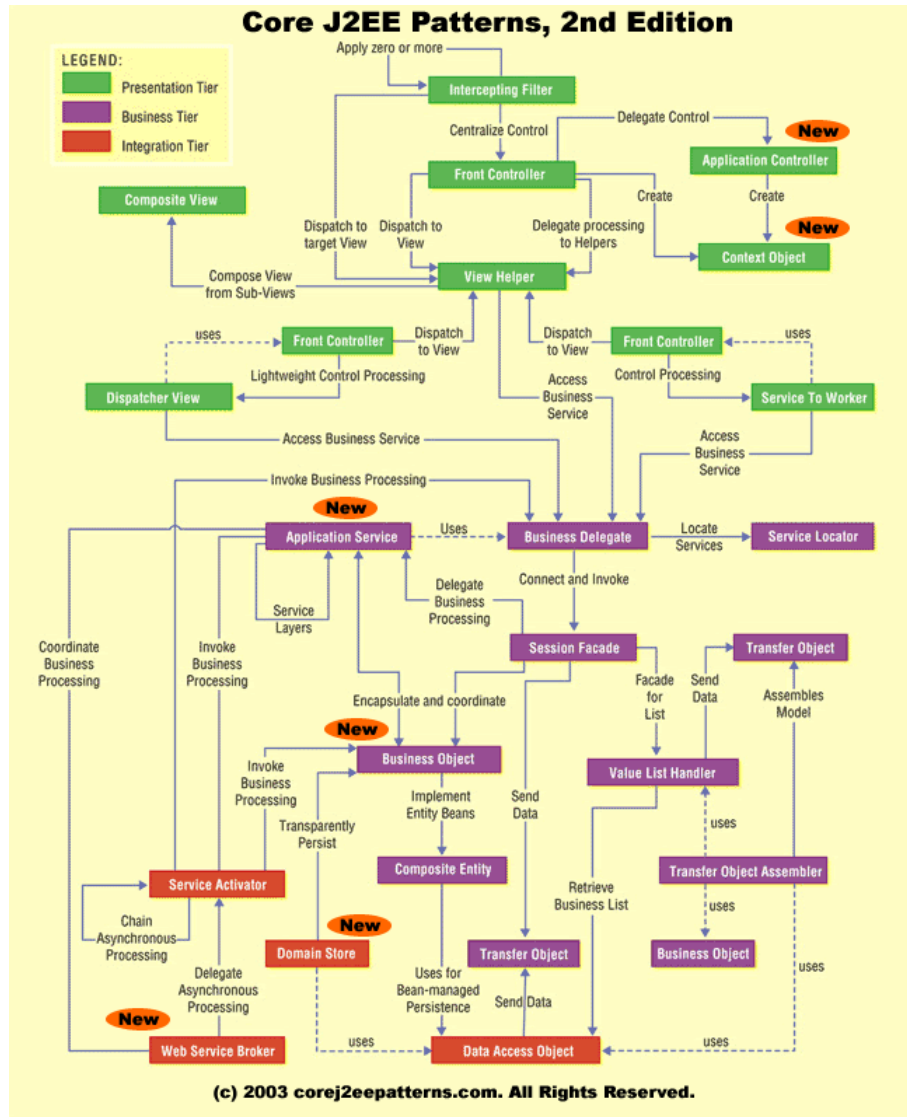 Core J2EE Patterns, 2nd Edition
LEGEND:
Presentation Tier
Business Tier
Integration Tier
Apply zero or more
Intercepting Filter
Centralize Control
Delegate Control
New
Application Controller
Front Controller
Composite View
Create
Create
Dispatch to
target View
Dispatch to
View
Delegate processing
to Helpers
New
Context Object
View Helper
Compose View
from Sub-Views
uses
Front Controller
Dispatch
to View
Dispatch
to View
Front Controller
uses
Lightweight Control Processing
Control Processing
Dispatcher View
Access
Business
Service
Service To Worker
Access Business Service
Access
Business
Service
Invoke Business Processing
New
Application Service
Uses
Business Delegate
Locate
Services
Service Locator
Connect and Invoke
Service
Layers
Delegate
Business
Processing
Coordinate
Business
Processing
Invoke
Business
Processing
Session Facade
Transfer Object
Facade
for
List
Send
Data
Assembles
Model
Encapsulate and coordinate
New
Business Object
Value List Handler
Invoke
Business
Processing
Implement
Entity Beans
Send
Data
Transparently
Persist
uses
Composite Entity
Transfer Object Assembler
Service Activator
Retrieve
Business List
uses
Chain
Asynchronous
Processing
New
Domain Store
Transfer Object
Business Object
Delegate
Asynchronous
Processing
Uses for
Bean-managed
Persistence
Send Data
uses
New
Web Service Broker
uses
Data Access Object
uses
(c) 2003 corej2eepatterns.com. All Rights Reserved.